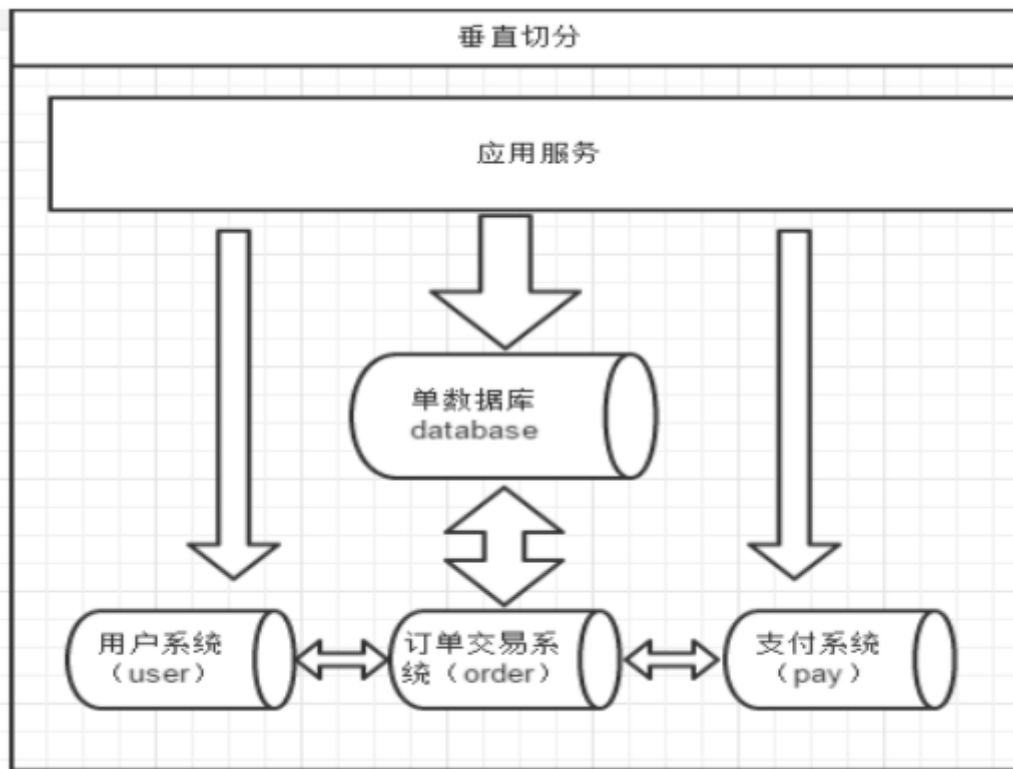 垂直切分
应用服务
单数据库
database
用户系统
（user）
订单交易系
统（order）
支付系统
（pay）